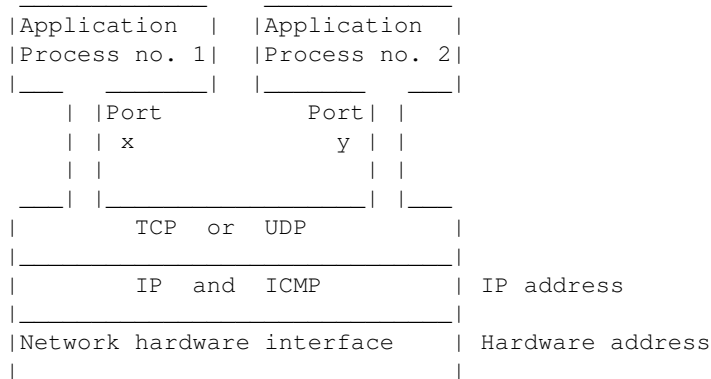 Application Application
Process no. 1 Process no. 2
Port Port
x y
TCP or UDP
IP and ICMP IP address
Network hardware interface Hardware address